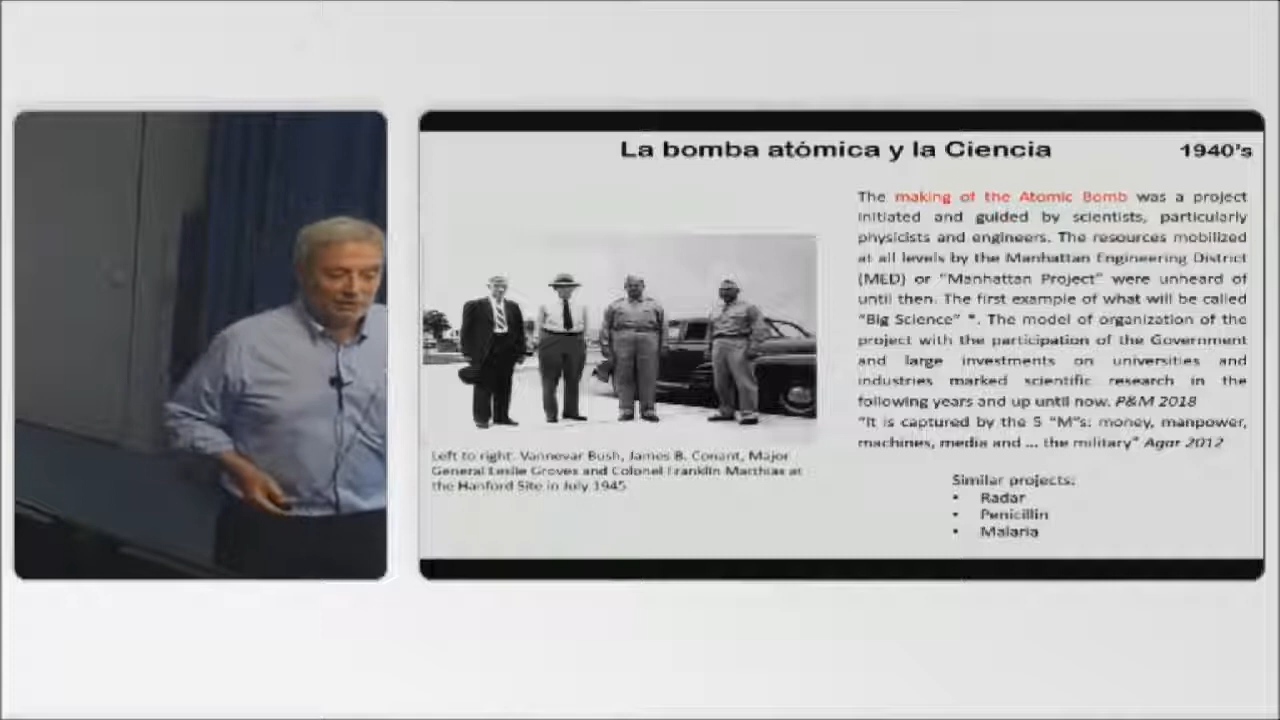 La bomba atómica y la Ciencia
1940's
The making of the Atomic Bomb was a project
initiated and guided by scientists, particularly
physicists and engineers. The resources mobilized
at all levels by the Manhattan Engineering District
(MED) or "Manhattan Project" were unheard of
until then. The first example of what will be called
"Big Science" *. The model of organization of the
project with the participation of the Government
and large investments on universities and
industries marked scientific research in the
following years and up until now. P&M 2018
"It is captured by the 5 "M"s: money, manpower,
machines, media and ... the military" Agar 2012
Left to right: Vannevar Bush, James B. Conant, Major
General Leslie Groves and Colonel Franklin Matthias at
the Hanford Site in July 1945
Similar projects:
• Radar
• Penicillin
• Malaria